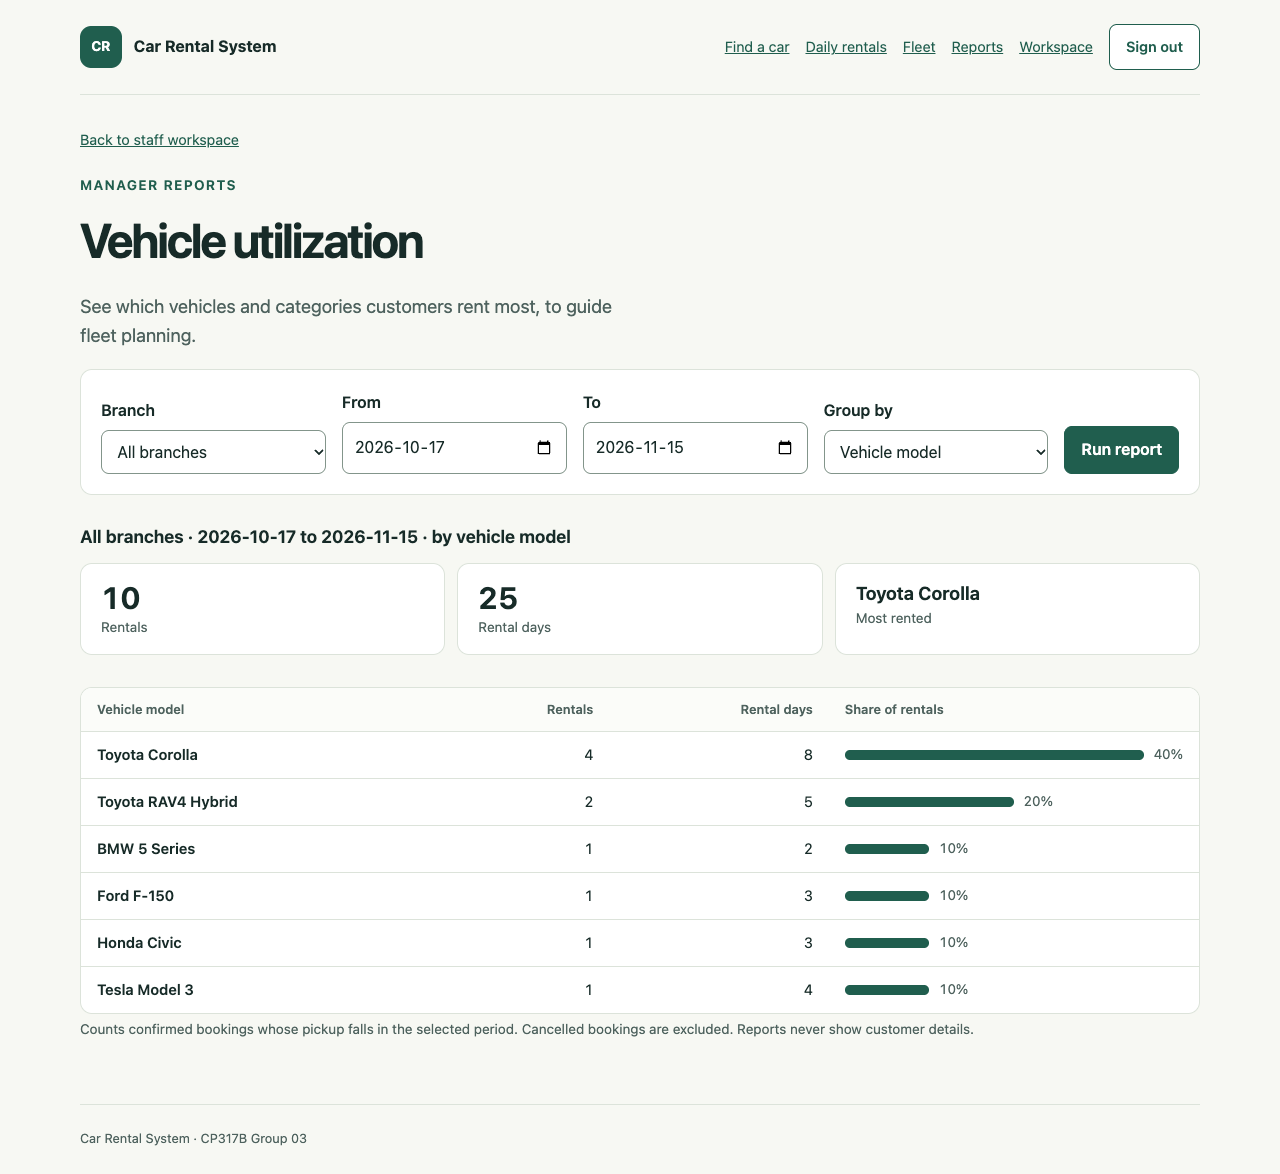 CR
Car Rental System
Find a car Daily rentals Fleet Reports Workspace Sign out
Back to staff workspace
MANAGER REPORTS
Vehicle utilization
See which vehicles and categories customers rent most, to guide
fleet planning.
Branch From To Group by
All branches 2026-10-17 2026-11-15 Vehicle model Run report
All branches · 2026-10-17 to 2026-11-15 · by vehicle model
10
Rentals
25
Rental days
Toyota Corolla
Most rented
Vehicle model Rentals Rental days Share of rentals
Toyota Corolla 4 8 40%
Toyota RAV4 Hybrid 2 5 20%
BMW 5 Series 1 2 10%
Ford F-150 1 3 10%
Honda Civic 1 3 10%
Tesla Model 3 1 4 10%
Counts confirmed bookings whose pickup falls in the selected period. Cancelled bookings are excluded. Reports never show customer details.
Car Rental System · CP317B Group 03